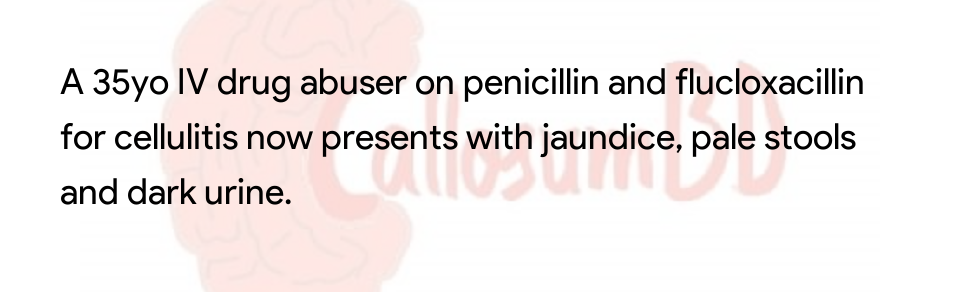 A 35yo IV drug abuser on penicillin and flucloxacillin
for cellulitis now presents with jaundice, pale stools
and dark urine.
CallosumBD